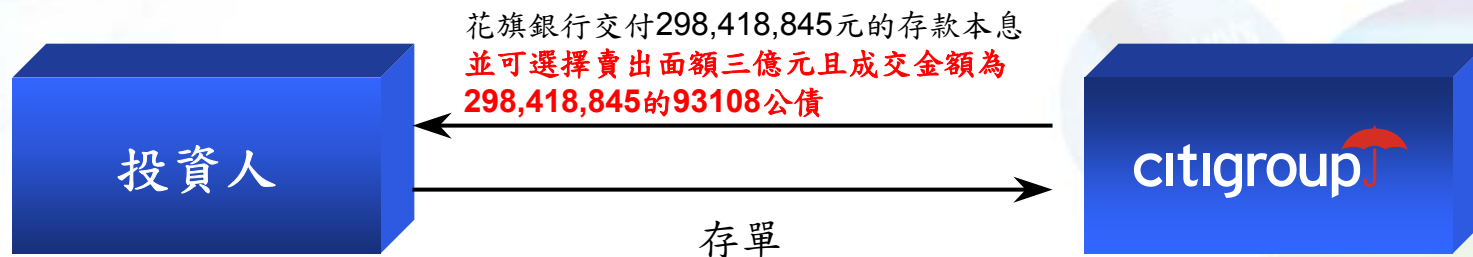 花旗銀行交付298,418,845元的存款本息
並可選擇賣出面額三億元且成交金額為
298,418,845的93108公債
投資人
citigroup
存單